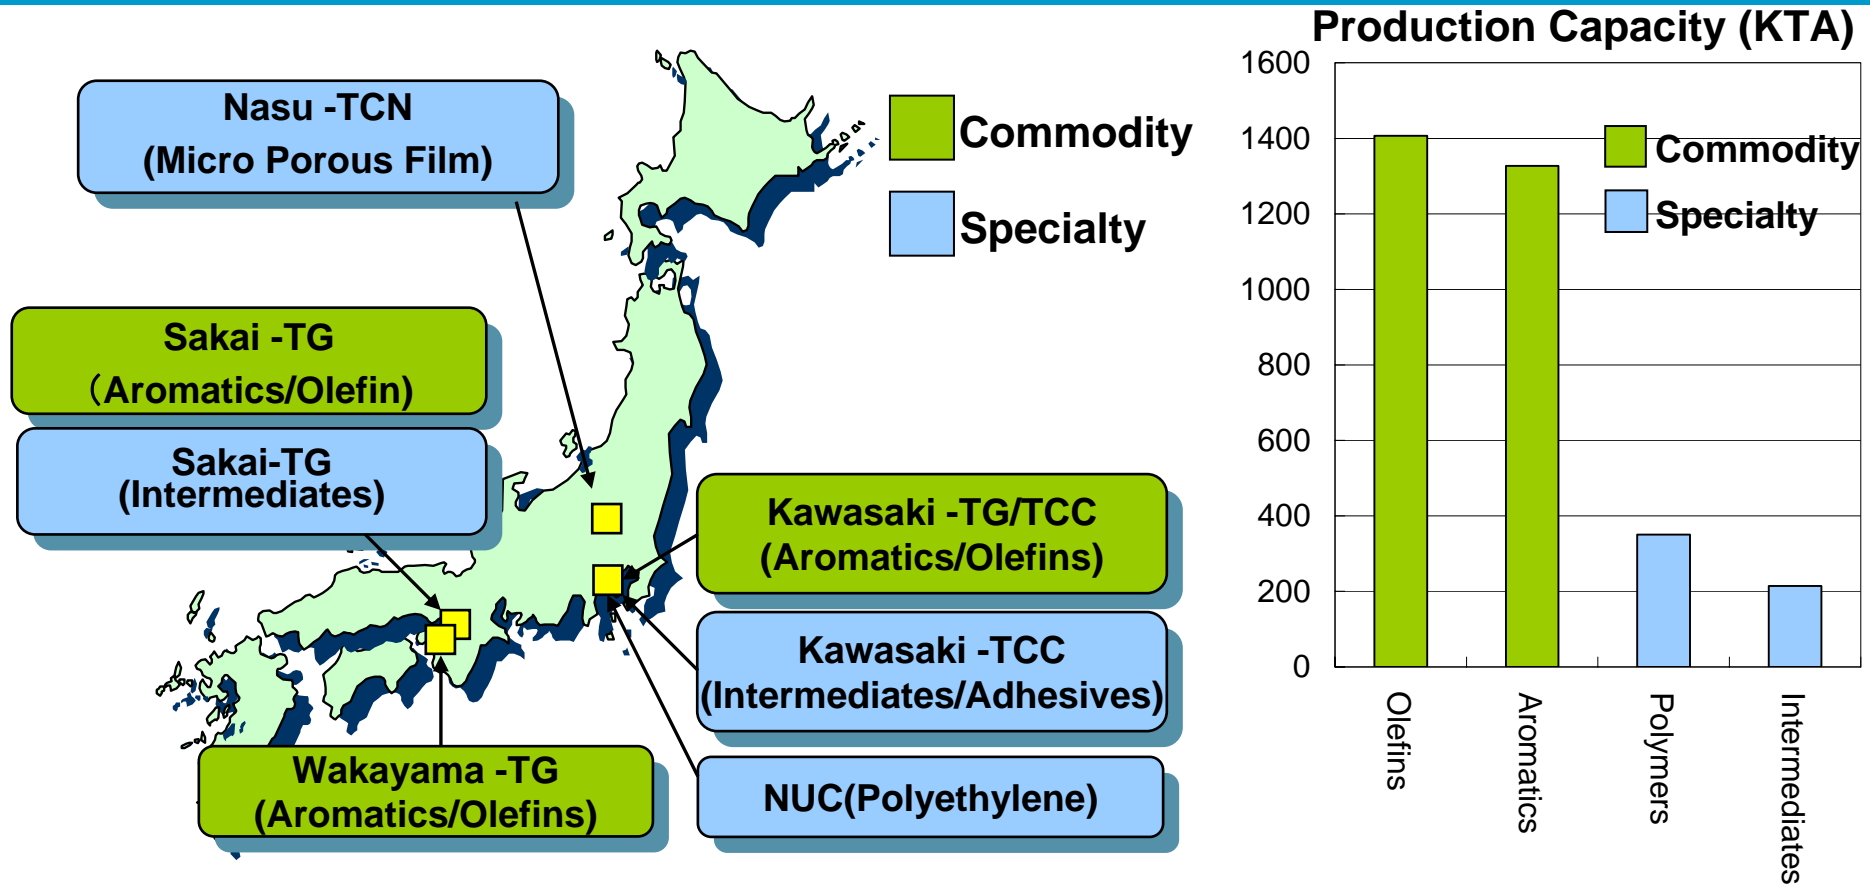 Production Capacity (KTA)
Nasu -TCN
(Micro Porous Film)
Commodity
Specialty
Sakai -TG
（Aromatics/Olefin)
Sakai-TG
(Intermediates)
Kawasaki -TG/TCC
(Aromatics/Olefins)
Kawasaki -TCC
(Intermediates/Adhesives)
Wakayama -TG
(Aromatics/Olefins)
NUC(Polyethylene)
1600
1400
1200
1000
800
600
400
200
0
Commodity
Specialty
Olefins
Aromatics
Polymers
Intermediates